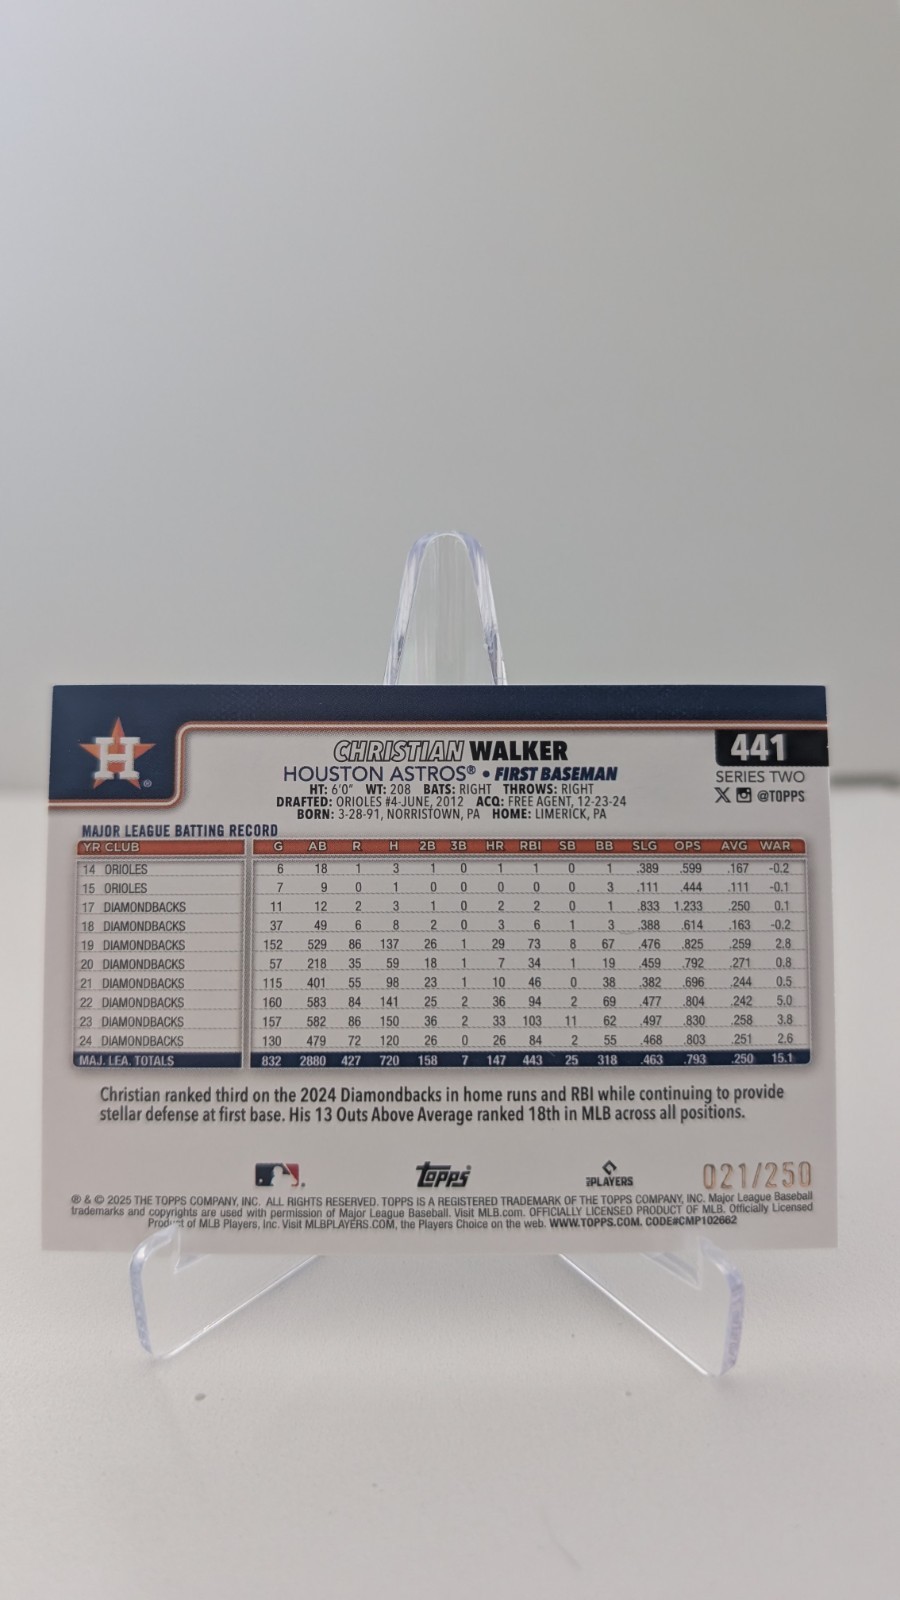 CHRISTIAN WALKER
441
HOUSTON ASTROS® • FIRST BASEMAN
SERIES TWO
HT: 6'0" WT: 208 BATS: RIGHT THROWS: RIGHT
@TOPPS
DRAFTED: ORIOLES #4-JUNE, 2012 ACQ: FREE AGENT, 12-23-24
BORN: 3-28-91, NORRISTOWN, PA HOME: LIMERICK, PA
H ®
MAJOR LEAGUE BATTING RECORD
YR CLUB G AB R H 2B 3B HR RBI SB BB SLG OPS AVG WAR
14 ORIOLES 6 18 1 3 1 0 1 1 0 1 .389 .599 .167 -0.2
15 ORIOLES 7 9 0 1 0 0 0 0 0 3 .111 .444 .111 -0.1
17 DIAMONDBACKS 11 12 2 3 1 0 2 2 0 1 .833 1.233 .250 0.1
18 DIAMONDBACKS 37 49 6 8 2 0 3 6 1 3 .388 .614 .163 -0.2
19 DIAMONDBACKS 152 529 86 137 26 1 29 73 8 67 .476 .825 .259 2.8
20 DIAMONDBACKS 57 218 35 59 18 1 7 34 1 19 .459 .792 .271 0.8
21 DIAMONDBACKS 115 401 55 98 23 1 10 46 0 38 .382 .696 .244 0.5
22 DIAMONDBACKS 160 583 84 141 25 2 36 94 2 69 .477 .804 .242 5.0
23 DIAMONDBACKS 157 582 86 150 36 2 33 103 11 62 .497 .830 .258 3.8
24 DIAMONDBACKS 130 479 72 120 26 0 26 84 2 55 .468 .803 .251 2.6
MAJ. LEA. TOTALS 832 2880 427 720 158 7 147 443 25 318 .463 .793 .250 15.1
Christian ranked third on the 2024 Diamondbacks in home runs and RBI while continuing to provide
stellar defense at first base. His 13 Outs Above Average ranked 18th in MLB across all positions.
Topps PLAYERS 021/250
® & © 2025 THE TOPPS COMPANY, INC. ALL RIGHTS RESERVED. TOPPS IS A REGISTERED TRADEMARK OF THE TOPPS COMPANY, INC. Major League Baseball
trademarks and copyrights are used with permission of Major League Baseball. Visit MLB.com. OFFICIALLY LICENSED PRODUCT OF MLB. Officially Licensed
Product of MLB Players, Inc. Visit MLBPLAYERS.COM, the Players Choice on the web. WWW.TOPPS.COM. CODE#CMP102662